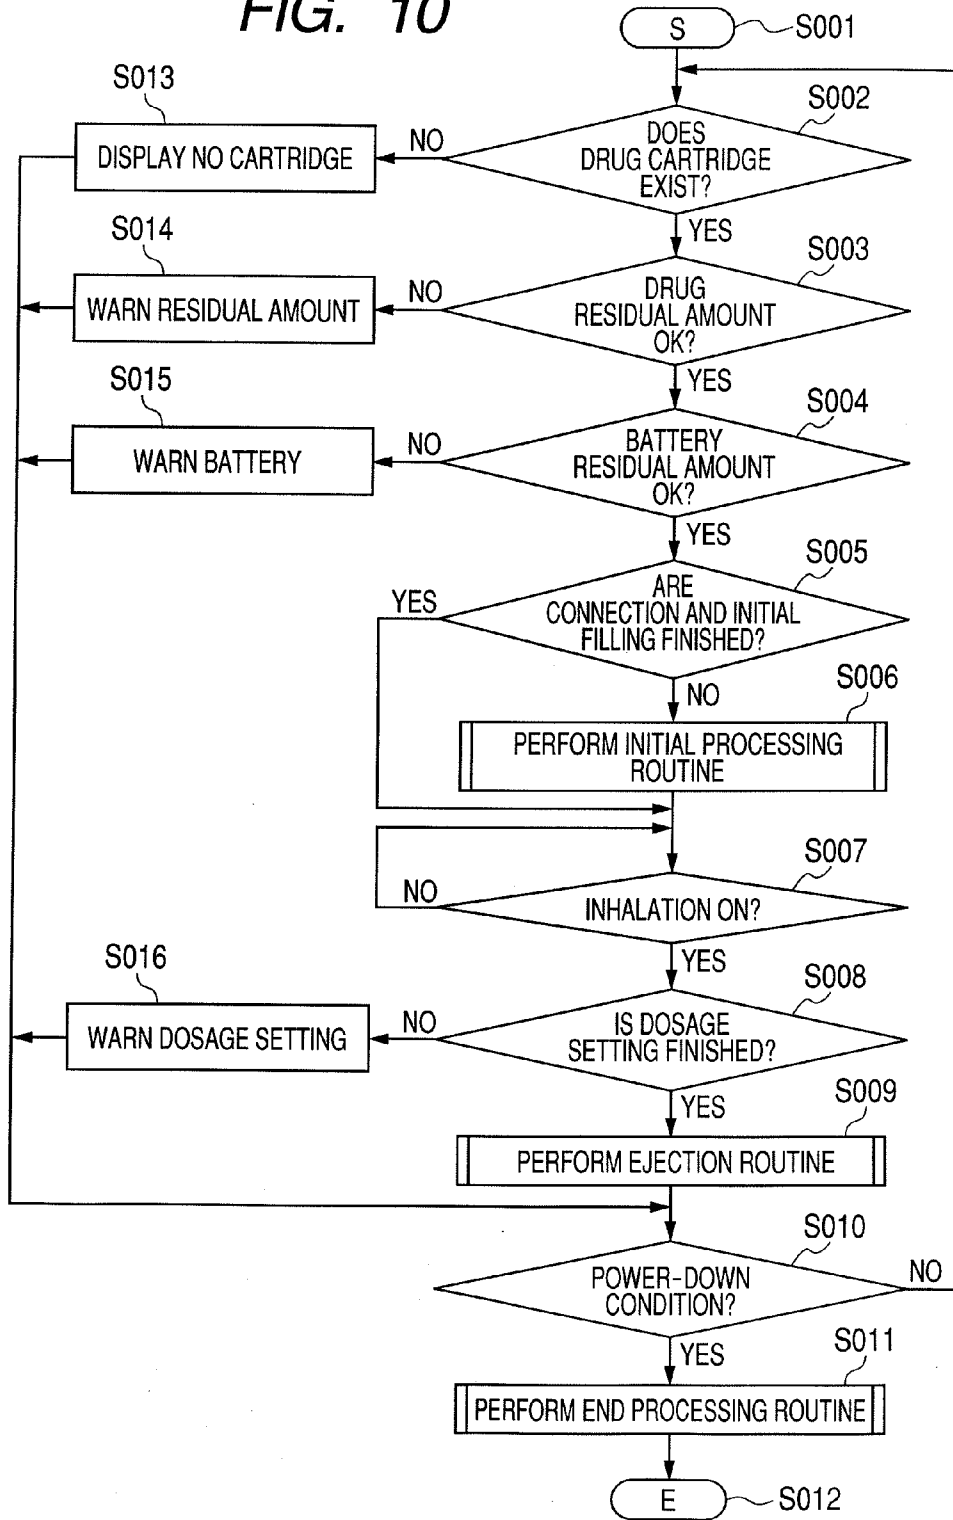 FIG. 10
S
S001
S013
S002
DISPLAY NO CARTRIDGE
NO
DOES
DRUG CARTRIDGE
EXIST?
YES
S014
S003
WARN RESIDUAL AMOUNT
NO
DRUG
RESIDUAL AMOUNT
OK?
YES
S015
S004
WARN BATTERY
NO
BATTERY
RESIDUAL AMOUNT
OK?
YES
S005
YES
ARE
CONNECTION AND INITIAL
FILLING FINISHED?
NO
S006
PERFORM INITIAL PROCESSING
ROUTINE
S007
NO
INHALATION ON?
YES
S016
S008
WARN DOSAGE SETTING
NO
IS DOSAGE
SETTING FINISHED?
YES
S009
PERFORM EJECTION ROUTINE
S010
POWER-DOWN
CONDITION?
NO
YES
S011
PERFORM END PROCESSING ROUTINE
E
S012